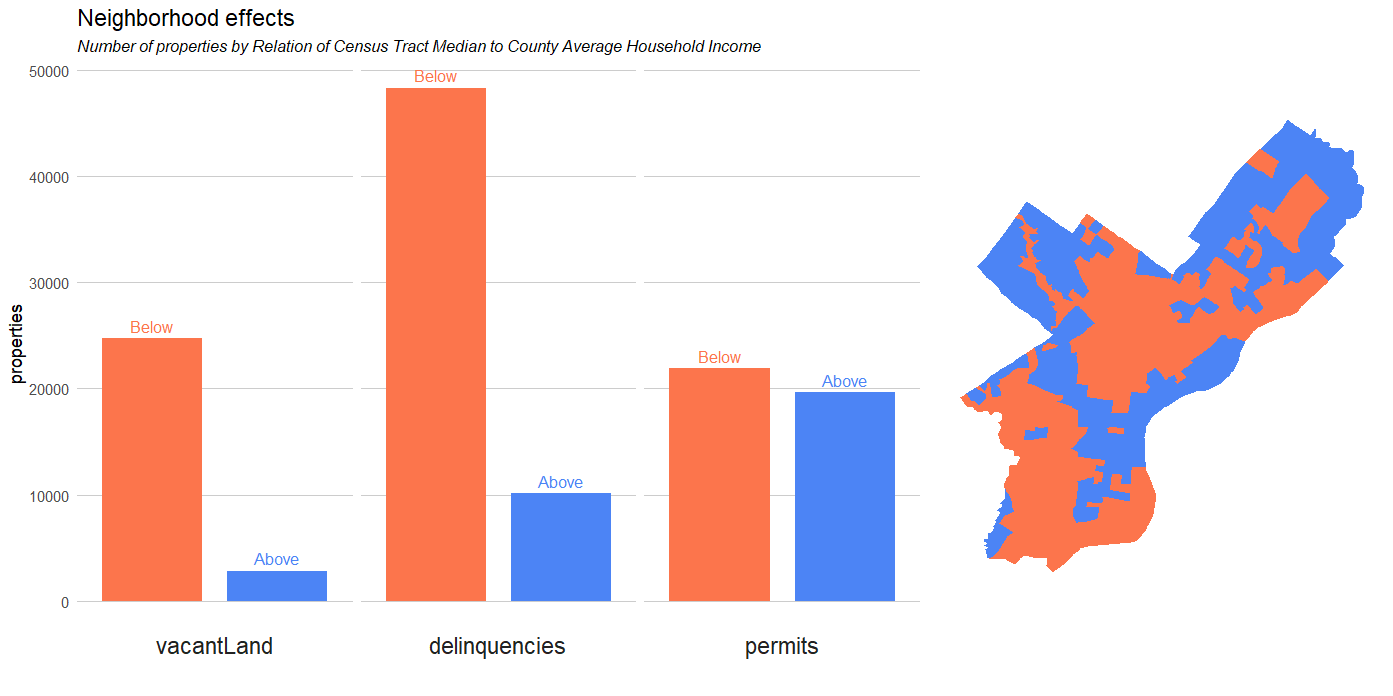 Neighborhood effects
Number of properties by Relation of Census Tract Median to County Average Household Income
properties
50000
40000
30000
20000
10000
0
Below
Above
Below
Above
Below
Above
vacantLand
delinquencies
permits